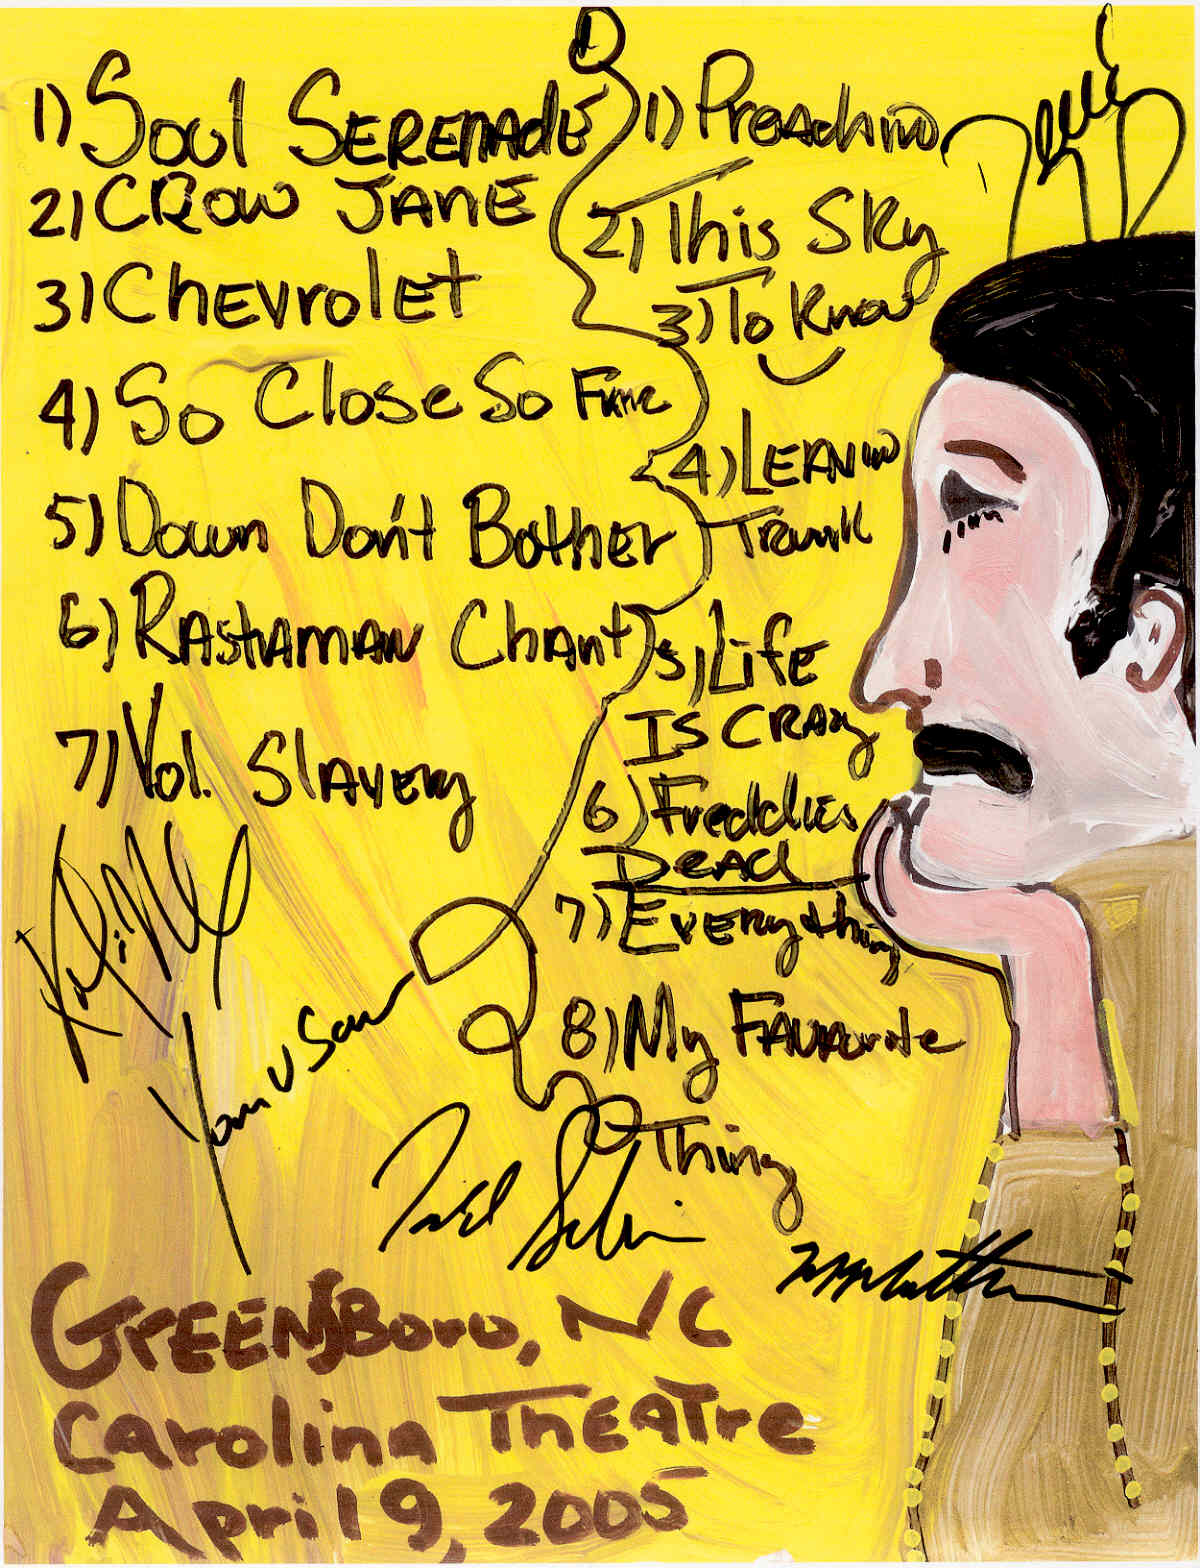 1) Soul Serenade
2) Crow Jane
3) Chevrolet
4) So Close So Fine
5) Down Don't Bother
6) Rastaman Chant
7) Vol. Slavery
1) Preachin
2) This Sky
3) To Know
4) Leanin
Trunk
5) Life
Is Crazy
6) Freddies
Dead
7) Everything
8) My Favorite
Thing
Greensboro, NC
Carolina Theatre
April 9, 2005